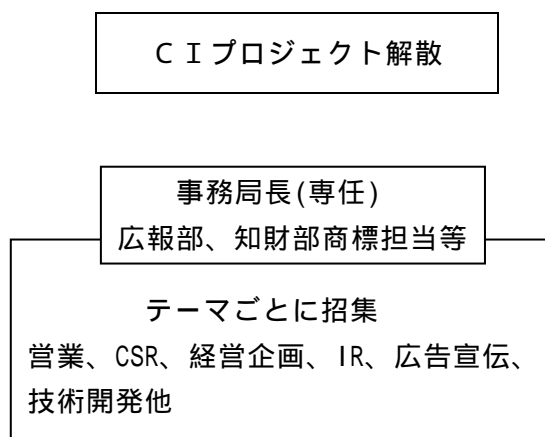 ＣＩプロジェクト解散
事務局長(専任)
広報部、知財部商標担当等
テーマごとに招集
営業、CSR、経営企画、IR、広告宣伝、
技術開発他